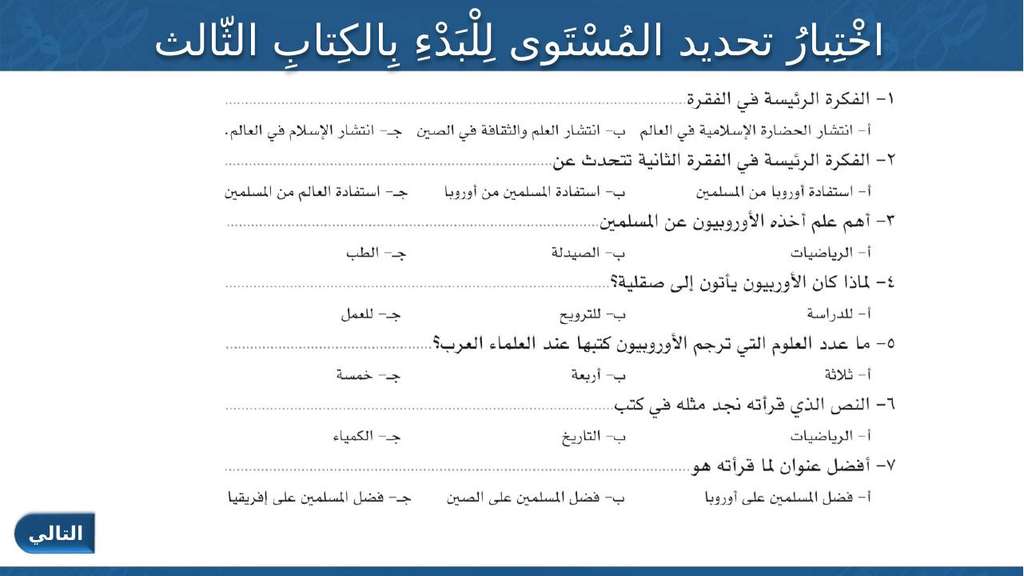 اخْتِبارُ تحديد المُسْتَوى لِلْبَدْءِ بِالكِتابِ الثّالث
١- الفكرة الرئيسة في الفقرة
أ- انتشار الحضارة الإسلامية في العالم ب- انتشار العلم والثقافة في الصين جـ- انتشار الإسلام في العالم.
٢- الفكرة الرئيسة في الفقرة الثانية تتحدث عن
أ- استفادة أوروبا من المسلمين ب- استفادة المسلمين من أوروبا جـ- استفادة العالم من المسلمين
٣- أهم علم أخذه الأوروبيون عن المسلمين
أ- الرياضيات ب- الصيدلة جـ- الطب
٤- لماذا كان الأوربيون يأتون إلى صقلية؟
أ- للدراسة ب- للترويح جـ- للعمل
٥- ما عدد العلوم التي ترجم الأوروبيون كتبها عند العلماء العرب؟
أ- ثلاثة ب- أربعة جـ- خمسة
٦- النص الذي قرأته نجد مثله في كتب
أ- الرياضيات ب- التاريخ جـ- الكمياء
٧- أفضل عنوان لما قرأته هو
أ- فضل المسلمين على أوروبا ب- فضل المسلمين على الصين جـ- فضل المسلمين على إفريقيا
التالي